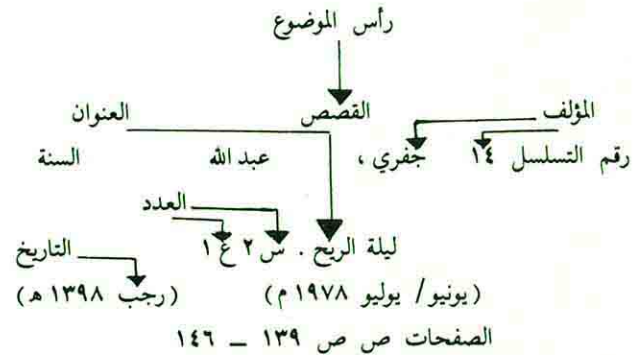 رأس الموضوع
المؤلف القصص العنوان
رقم التسلسل ١٤ جفري ، عبد الله السنة
العدد
ليلة الريح . س ٢ ع ١
التاريخ
(يونيو/ يوليو ١٩٧٨ م) (رجب ١٣٩٨ هـ)
الصفحات ص ص ١٣٩ ــ ١٤٦